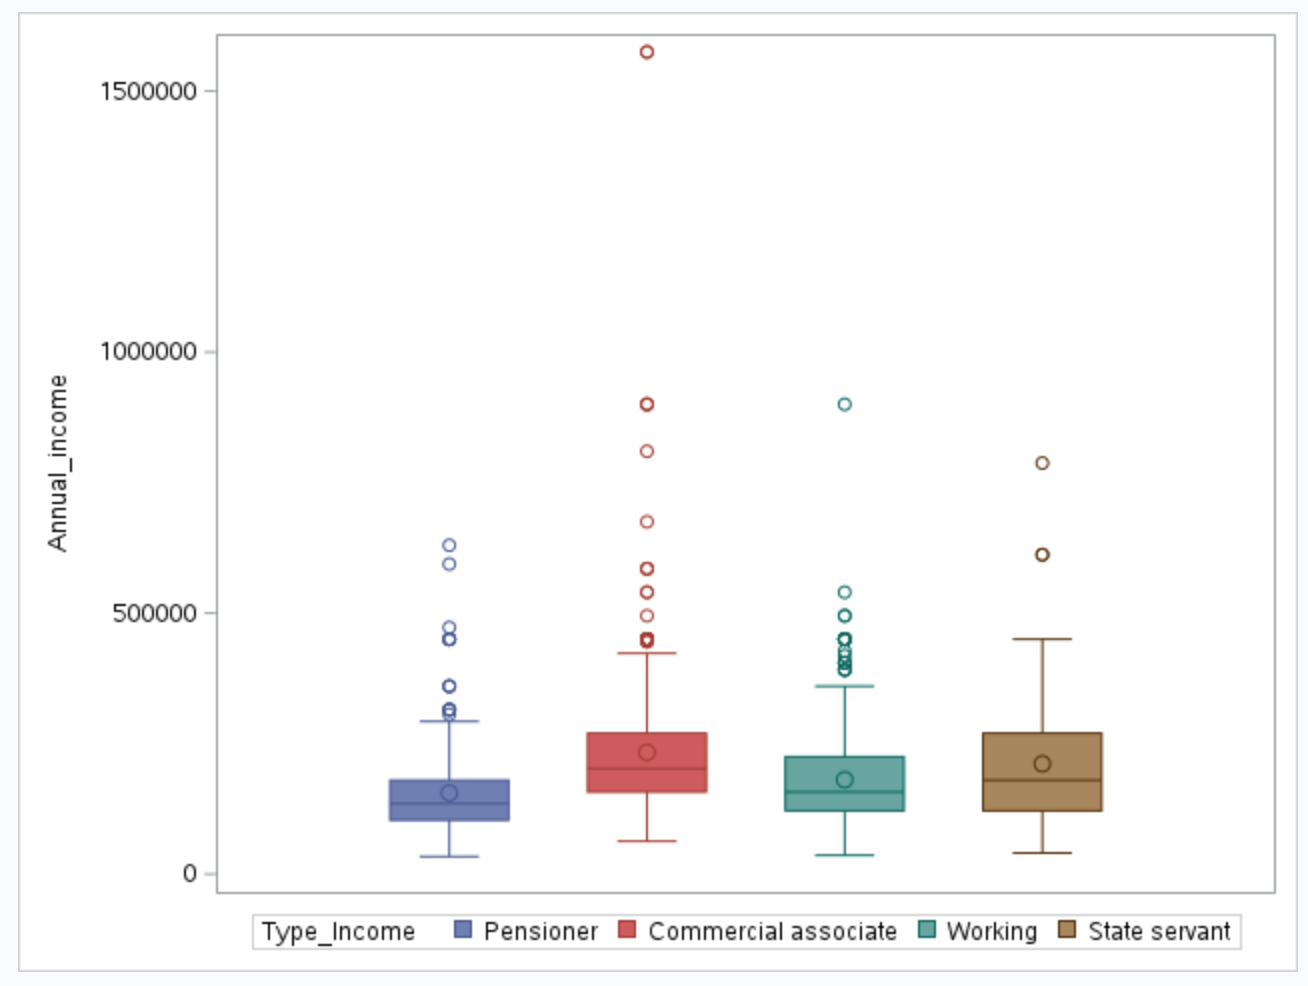 1500000
1000000
500000
0
Annual_income
Type_Income Pensioner Commercial associate Working State servant